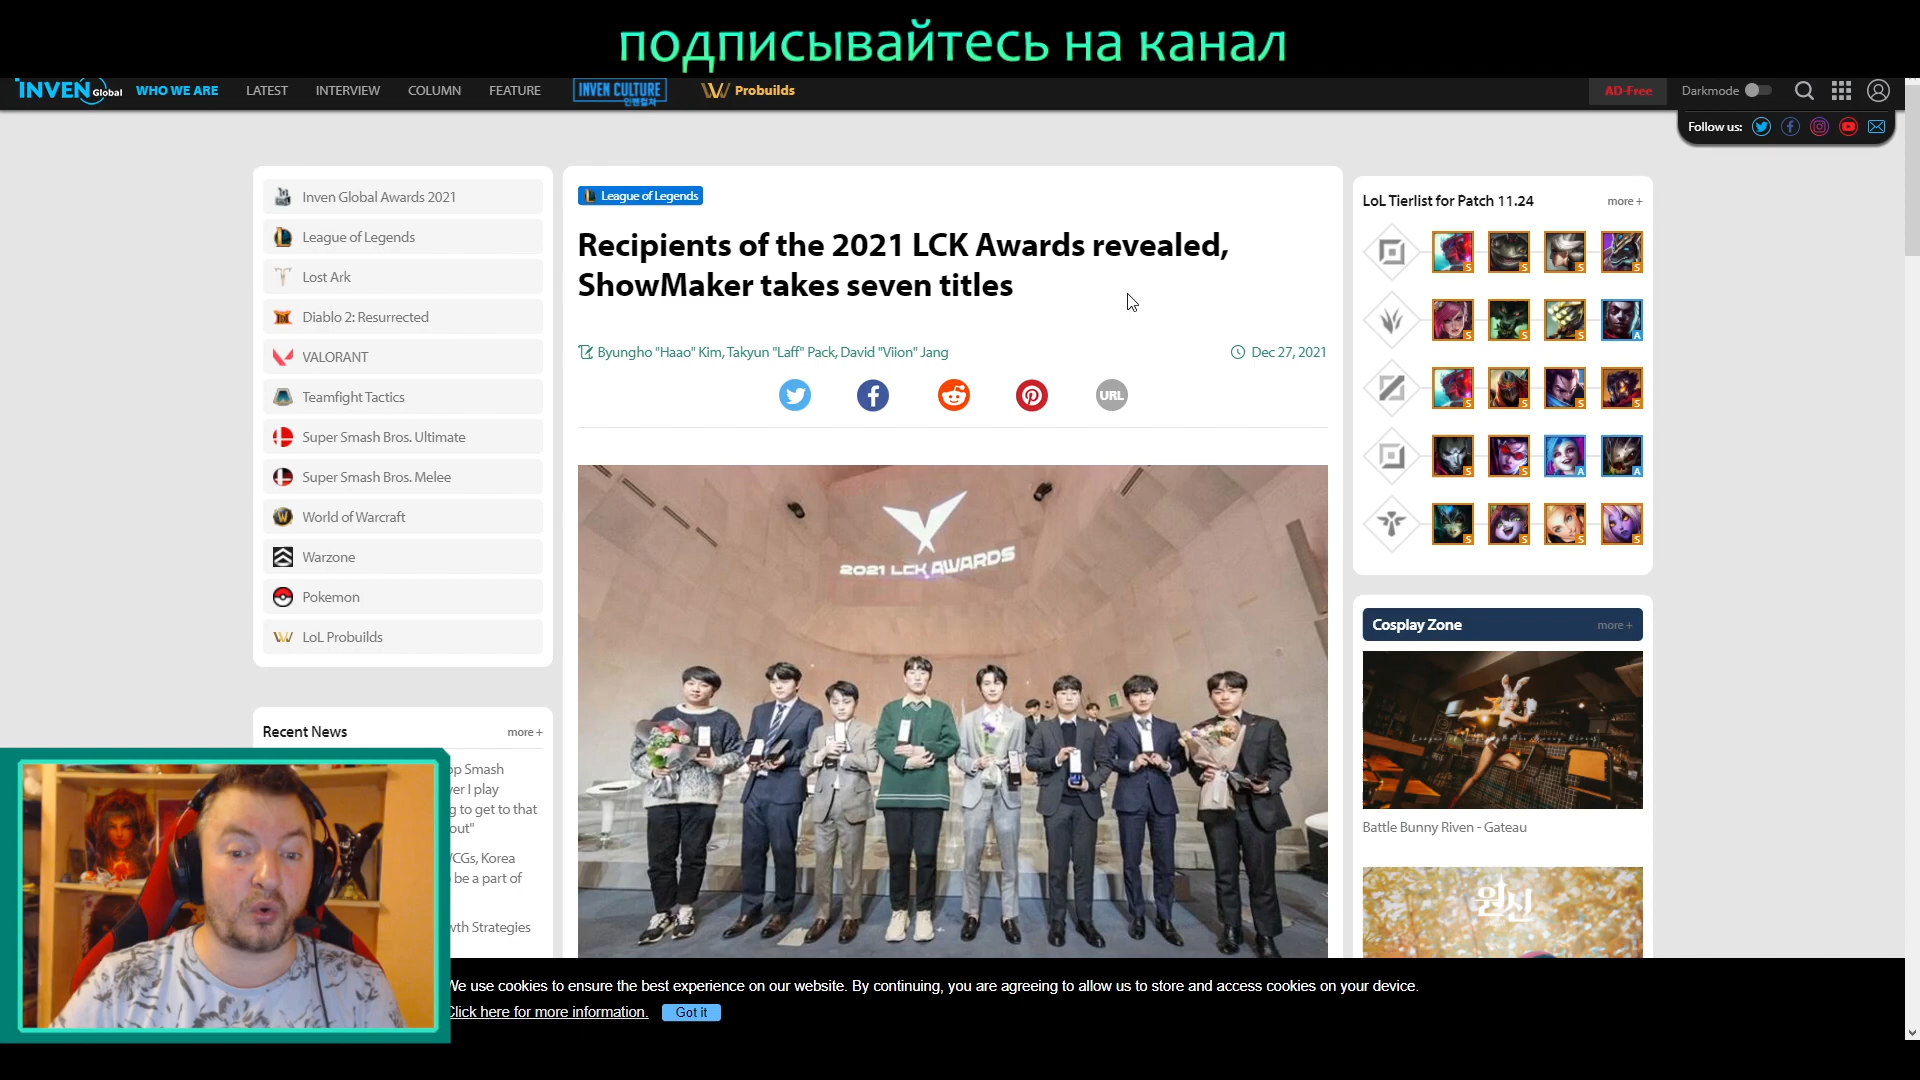 подписывайтесь на канал
INVEN Global WHO WE ARE LATEST INTERVIEW COLUMN FEATURE INVEN CULTURE 인벤컬쳐 Probuilds AD-Free Darkmode
Follow us:
Inven Global Awards 2021
League of Legends
Lost Ark
Diablo 2: Resurrected
VALORANT
Teamfight Tactics
Super Smash Bros. Ultimate
Super Smash Bros. Melee
World of Warcraft
Warzone
Pokemon
LoL Probuilds
Recent News more +
Smash
I play
to get to that
out"
Korea
be a part of
Strategies
League of Legends
Recipients of the 2021 LCK Awards revealed,
ShowMaker takes seven titles
Byungho "Haao" Kim, Takyun "Laff" Pack, David "Viion" Jang Dec 27, 2021
URL
2021 LCK AWARDS
LoL Tierlist for Patch 11.24 more +
S S S S
S S S A
S S S S
S S A A
S S S S
Cosplay Zone more +
Battle Bunny Riven - Gateau
원신
We use cookies to ensure the best experience on our website. By continuing, you are agreeing to allow us to store and access cookies on your device.
Click here for more information. Got it